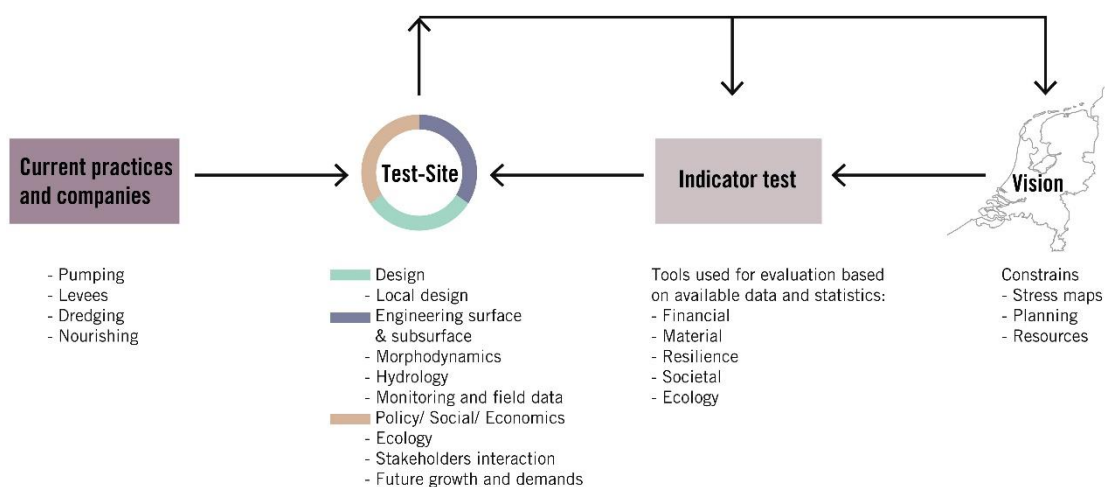 Current practices
and companies
Test-Site
Indicator test
Vision
- Pumping
- Levees
- Dredging
- Nourishing
Design
- Local design
Engineering surface
& subsurface
- Morphodynamics
- Hydrology
- Monitoring and field data
Policy/ Social/ Economics
- Ecology
- Stakeholders interaction
- Future growth and demands
Tools used for evaluation based
on available data and statistics:
- Financial
- Material
- Resilience
- Societal
- Ecology
Constrains
- Stress maps
- Planning
- Resources